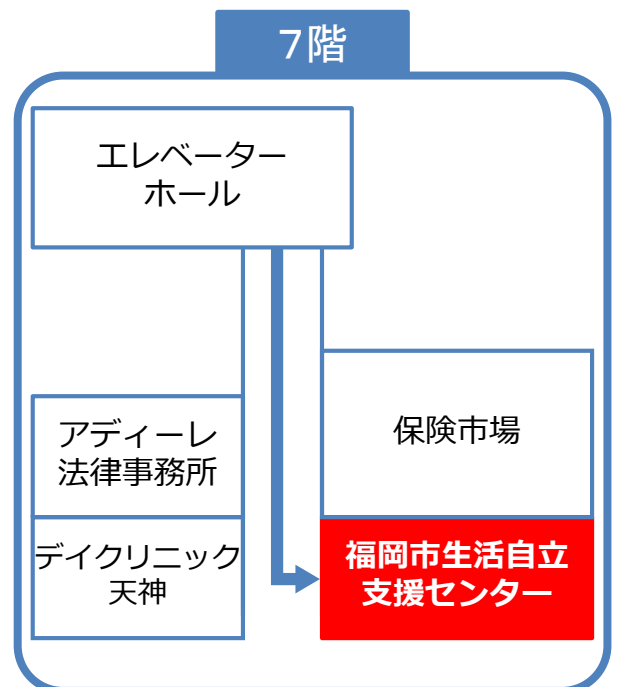 7階
エレベーター
ホール
アディーレ
法律事務所
保険市場
デイクリニック
天神
福岡市生活自立
支援センター